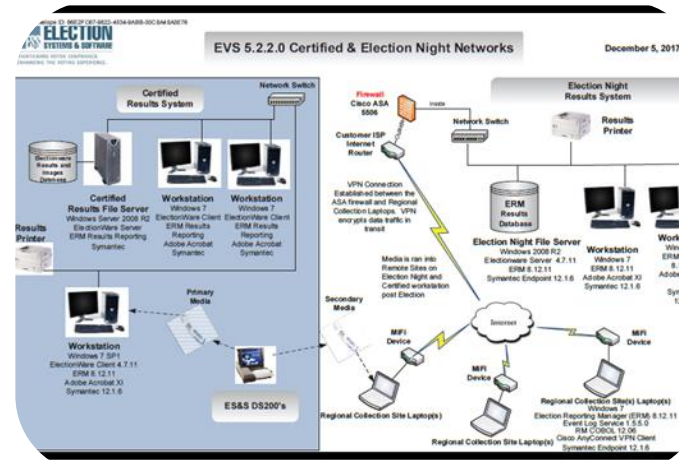 ELECTION
SYSTEMS & SOFTWARE
EVS 5.2.2.0 Certified & Election Night Networks
December 5, 2017
Certified
Results System
Network Switch
Electionware
Results and
Images
Database
Certified
Results File Server
Windows Server 2008 R2
ElectionWare Server
ERM Results Reporting
Symantec
Workstation
Windows 7
ElectionWare Client
ERM Results
Reporting
Adobe Acrobat
Symantec
Workstation
Windows 7
ElectionWare Client
ERM Results
Reporting
Adobe Acrobat
Symantec
Results
Printer
Workstation
Windows 7 SP1
ElectionWare Client 4.7.11
ERM 8.12.11
Adobe Acrobat XI
Symantec 12.1.6
Primary
Media
Secondary
Media
ES&S DS200's
Firewall
Cisco ASA
5506
Inside
Network Switch
Customer ISP
Internet
Router
VPN Connection
Established between the
ASA firewall and Regional
Collection Laptops. VPN
encrypts data traffic in
transit
Media is ran into
Remote Sites on
Election Night and
Certified workstation
post Election
Election Night
Results System
Results
Printer
ERM
Results
Database
Election Night File Server
Windows 2008 R2
Electionware Server 4.7.11
ERM 8.12.11
Symantec Endpoint 12.1.6
Workstation
Windows 7
ERM 8.12.11
Adobe Acrobat XI
Symantec 12.1.6
Internet
MiFi
Device
MiFi
Device
MiFi
Device
Regional Collection Site Laptop(s)
Regional Collection Site Laptop(s)
Regional Collection Site(s) Laptop(s)
Windows 7
Election Reporting Manager (ERM) 8.12.11
Event Log Service 1.5.5.0
RM COBOL 12.06
Cisco AnyConnect VPN Client
Symantec Endpoint 12.1.6